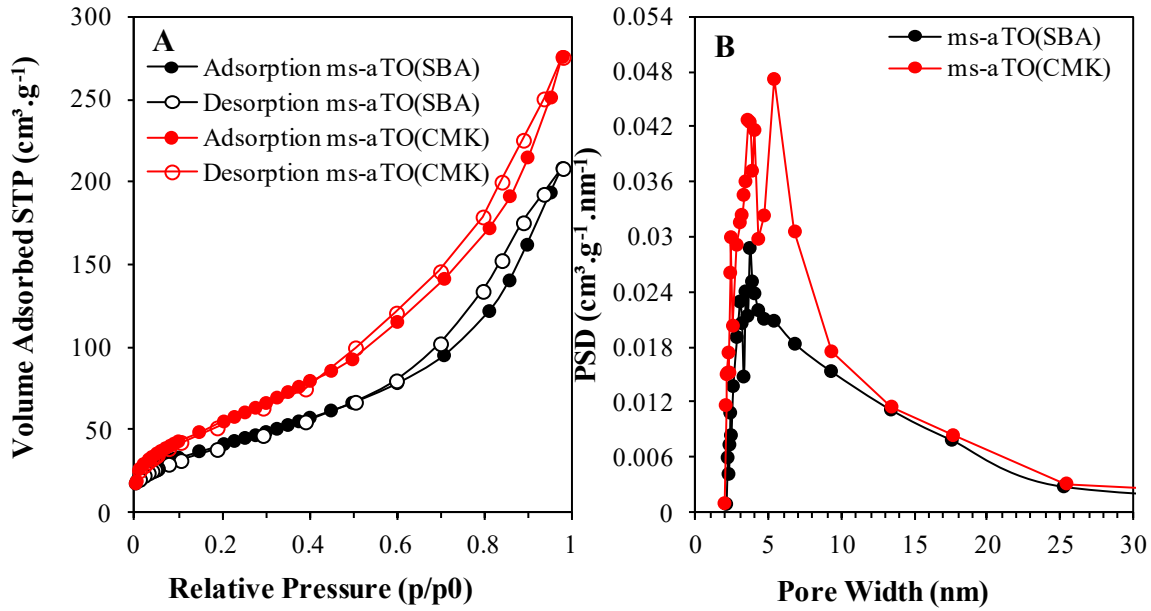 A
Adsorption ms-aTO(SBA)
Desorption ms-aTO(SBA)
Adsorption ms-aTO(CMK)
Desorption ms-aTO(CMK)
Volume Adsorbed STP (cm³.g⁻¹)
300
250
200
150
100
50
0
0
0.2
0.4
0.6
0.8
1
Relative Pressure (p/p0)
B
ms-aTO(SBA)
ms-aTO(CMK)
PSD (cm³.g⁻¹.nm⁻¹)
0.054
0.048
0.042
0.036
0.03
0.024
0.018
0.012
0.006
0
0
5
10
15
20
25
30
Pore Width (nm)